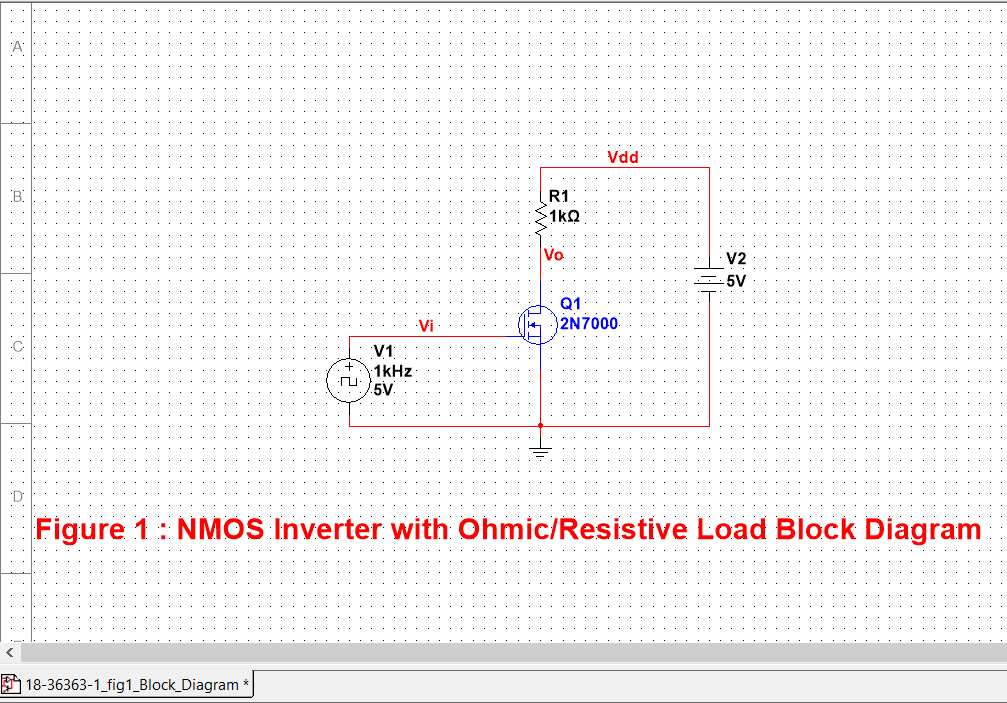 A
Vdd
B
R1
1kΩ
Vo
V2
5V
Q1
2N7000
Vi
C
V1
1kHz
5V
D
Figure 1 : NMOS Inverter with Ohmic/Resistive Load Block Diagram
18-36363-1_fig1_Block_Diagram *